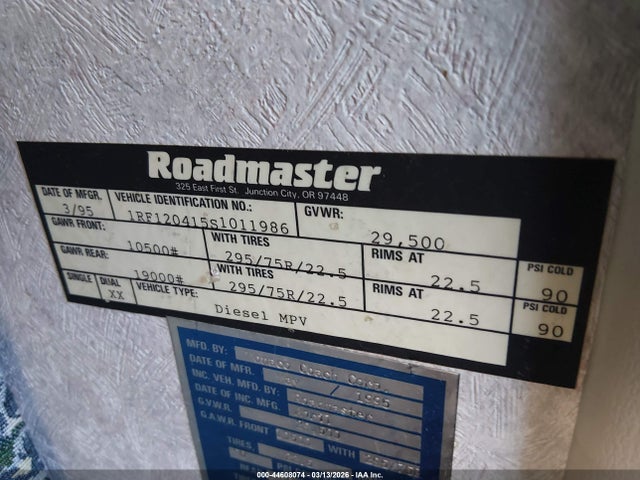 Roadmaster
325 East First St. Junction City, OR 97448
DATE OF MFGR. VEHICLE IDENTIFICATION NO.: GVWR:
3/95 1RF120415S1011986 29,500
GAWR FRONT: WITH TIRES RIMS AT PSI COLD
10500# 295/75R/22.5 22.5 90
GAWR REAR: WITH TIRES RIMS AT PSI COLD
19000# 295/75R/22.5 22.5 90
SINGLE DUAL VEHICLE TYPE:
XX Diesel MPV
MFD. BY: Monaco Coach Corp.
DATE OF MFR. / 1995
INC. VEH. MFD. BY: Roadmaster
DATE OF INC. MFG.
G.V.W.R.
G.A.W.R. FRONT WITH
TIRES,
000-44608074 - 03/13/2026 - © IAA Inc.